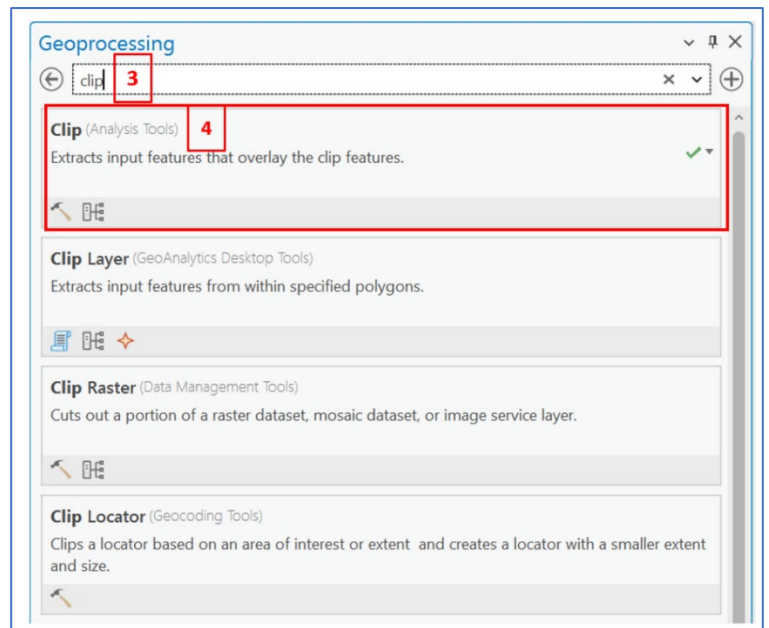 Geoprocessing
clip 3
Clip (Analysis Tools) 4
Extracts input features that overlay the clip features.
Clip Layer (GeoAnalytics Desktop Tools)
Extracts input features from within specified polygons.
Clip Raster (Data Management Tools)
Cuts out a portion of a raster dataset, mosaic dataset, or image service layer.
Clip Locator (Geocoding Tools)
Clips a locator based on an area of interest or extent and creates a locator with a smaller extent
and size.